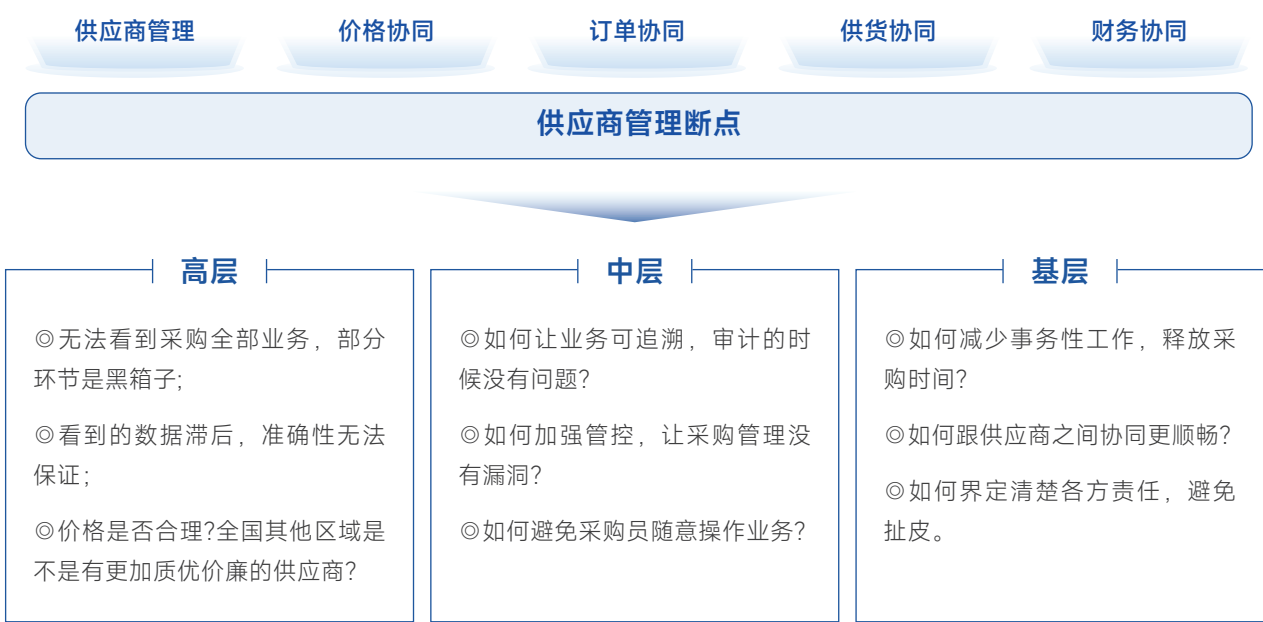 供应商管理
价格协同
订单协同
供货协同
财务协同
供应商管理断点
高层
◎无法看到采购全部业务，部分
环节是黑箱子;
◎看到的数据滞后，准确性无法
保证；
◎价格是否合理?全国其他区域是
不是有更加质优价廉的供应商?
中层
◎如何让业务可追溯，审计的时
候没有问题?
◎如何加强管控，让采购管理没
有漏洞?
◎如何避免采购员随意操作业务?
基层
◎如何减少事务性工作，释放采
购时间?
◎如何跟供应商之间协同更顺畅?
◎如何界定清楚各方责任，避免
扯皮。